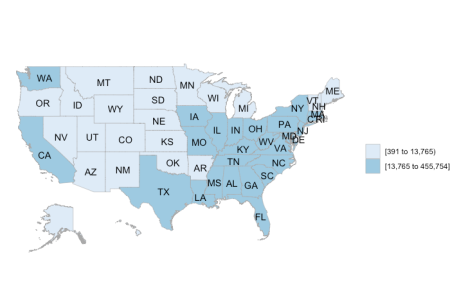 WA
MT
ND
MN
ME
VT
NH
OR
ID
WY
SD
WI
MI
NY
MA
RI
NE
IA
PA
NJ
NV
UT
CO
IL
IN
OH
MD
DE
CA
KS
MO
KY
WV
VA
AZ
NM
OK
AR
TN
NC
SC
TX
LA
MS
AL
GA
FL
[391 to 13,765)
[13,765 to 455,754]